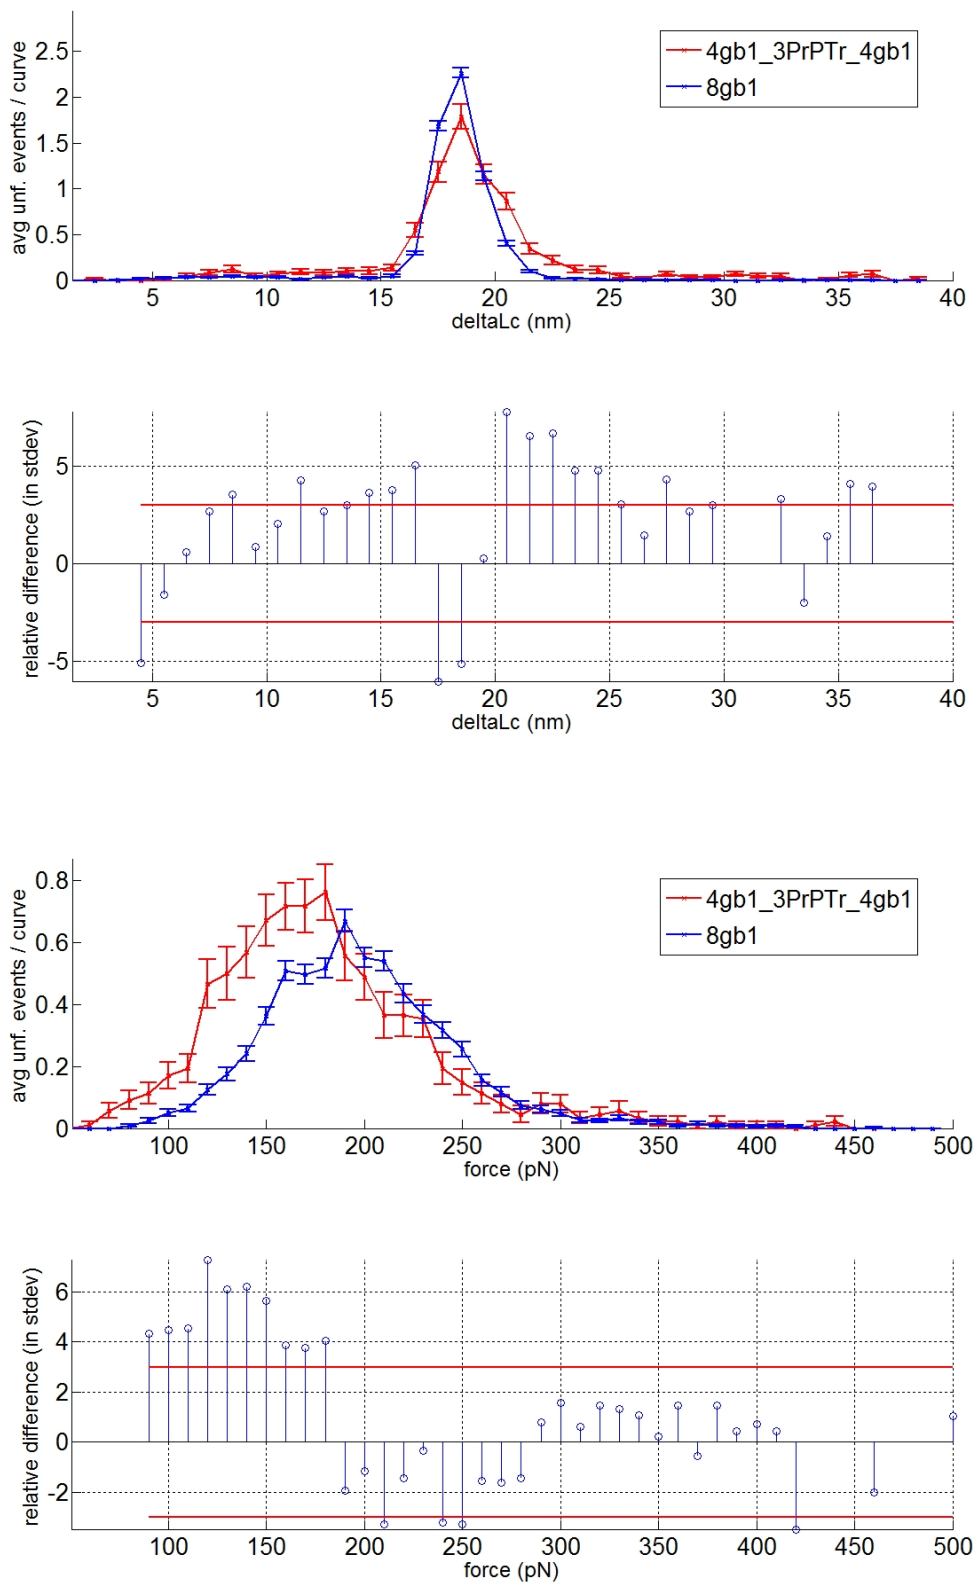 avg unf. events / curve
2.5
2
1.5
1
0.5
0
4gb1_3PrPTr_4gb1
8gb1
5 10 15 20 25 30 35 40
deltaLc (nm)
relative difference (in stdev)
5
0
-5
5 10 15 20 25 30 35 40
deltaLc (nm)
avg unf. events / curve
0.8
0.6
0.4
0.2
0
4gb1_3PrPTr_4gb1
8gb1
100 150 200 250 300 350 400 450 500
force (pN)
relative difference (in stdev)
6
4
2
0
-2
100 150 200 250 300 350 400 450 500
force (pN)